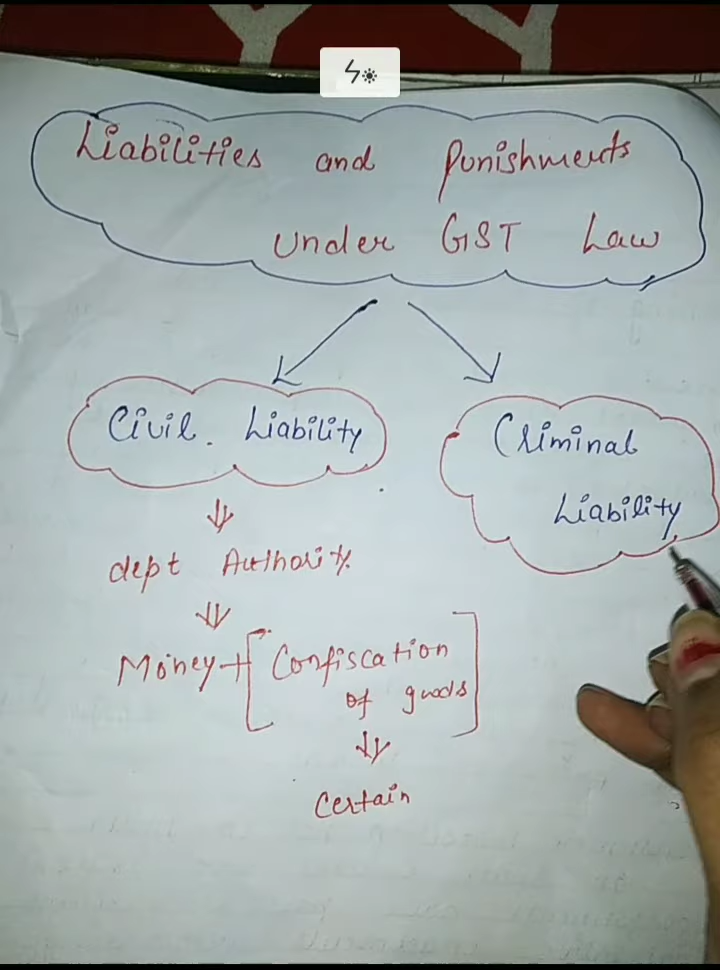 Liabilities and Punishments
Under GST Law
Civil. Liability
Criminal
Liability
dept Authority
Money + [Confiscation
of goods]
Certain